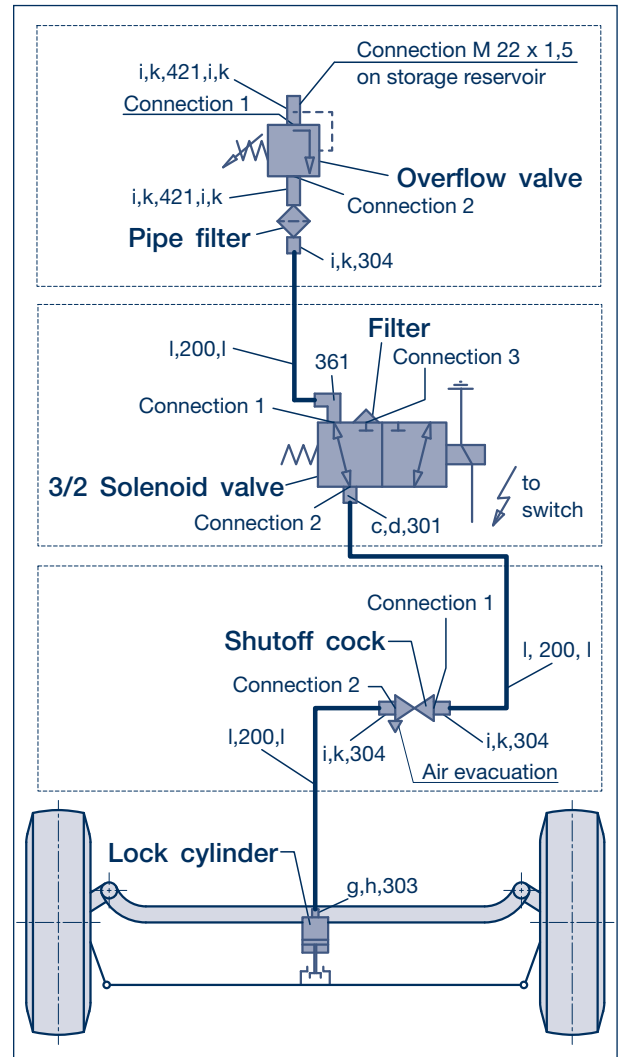 Connection M 22 x 1,5
on storage reservoir
i,k,421,i,k
Connection 1
Overflow valve
i,k,421,i,k
Connection 2
Pipe filter
i,k,304
Filter
l,200,l
361
Connection 3
Connection 1
3/2 Solenoid valve
to
switch
Connection 2
c,d,301
Connection 1
Shutoff cock
l, 200, l
Connection 2
l,200,l
i,k,304
i,k,304
Air evacuation
Lock cylinder
g,h,303